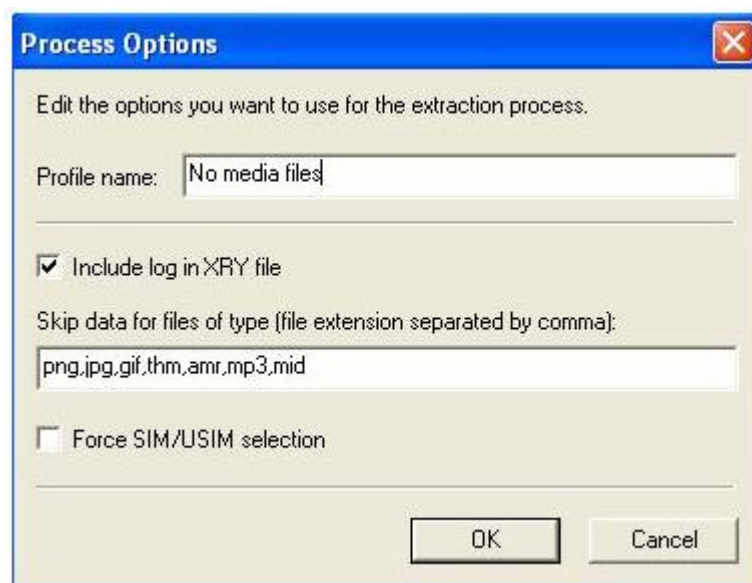 Process Options
Edit the options you want to use for the extraction process.
Profile name: No media files
Include log in XRY file
Skip data for files of type (file extension separated by comma):
png,jpg,gif,thm,amr,mp3,mid
Force SIM/USIM selection
OK Cancel